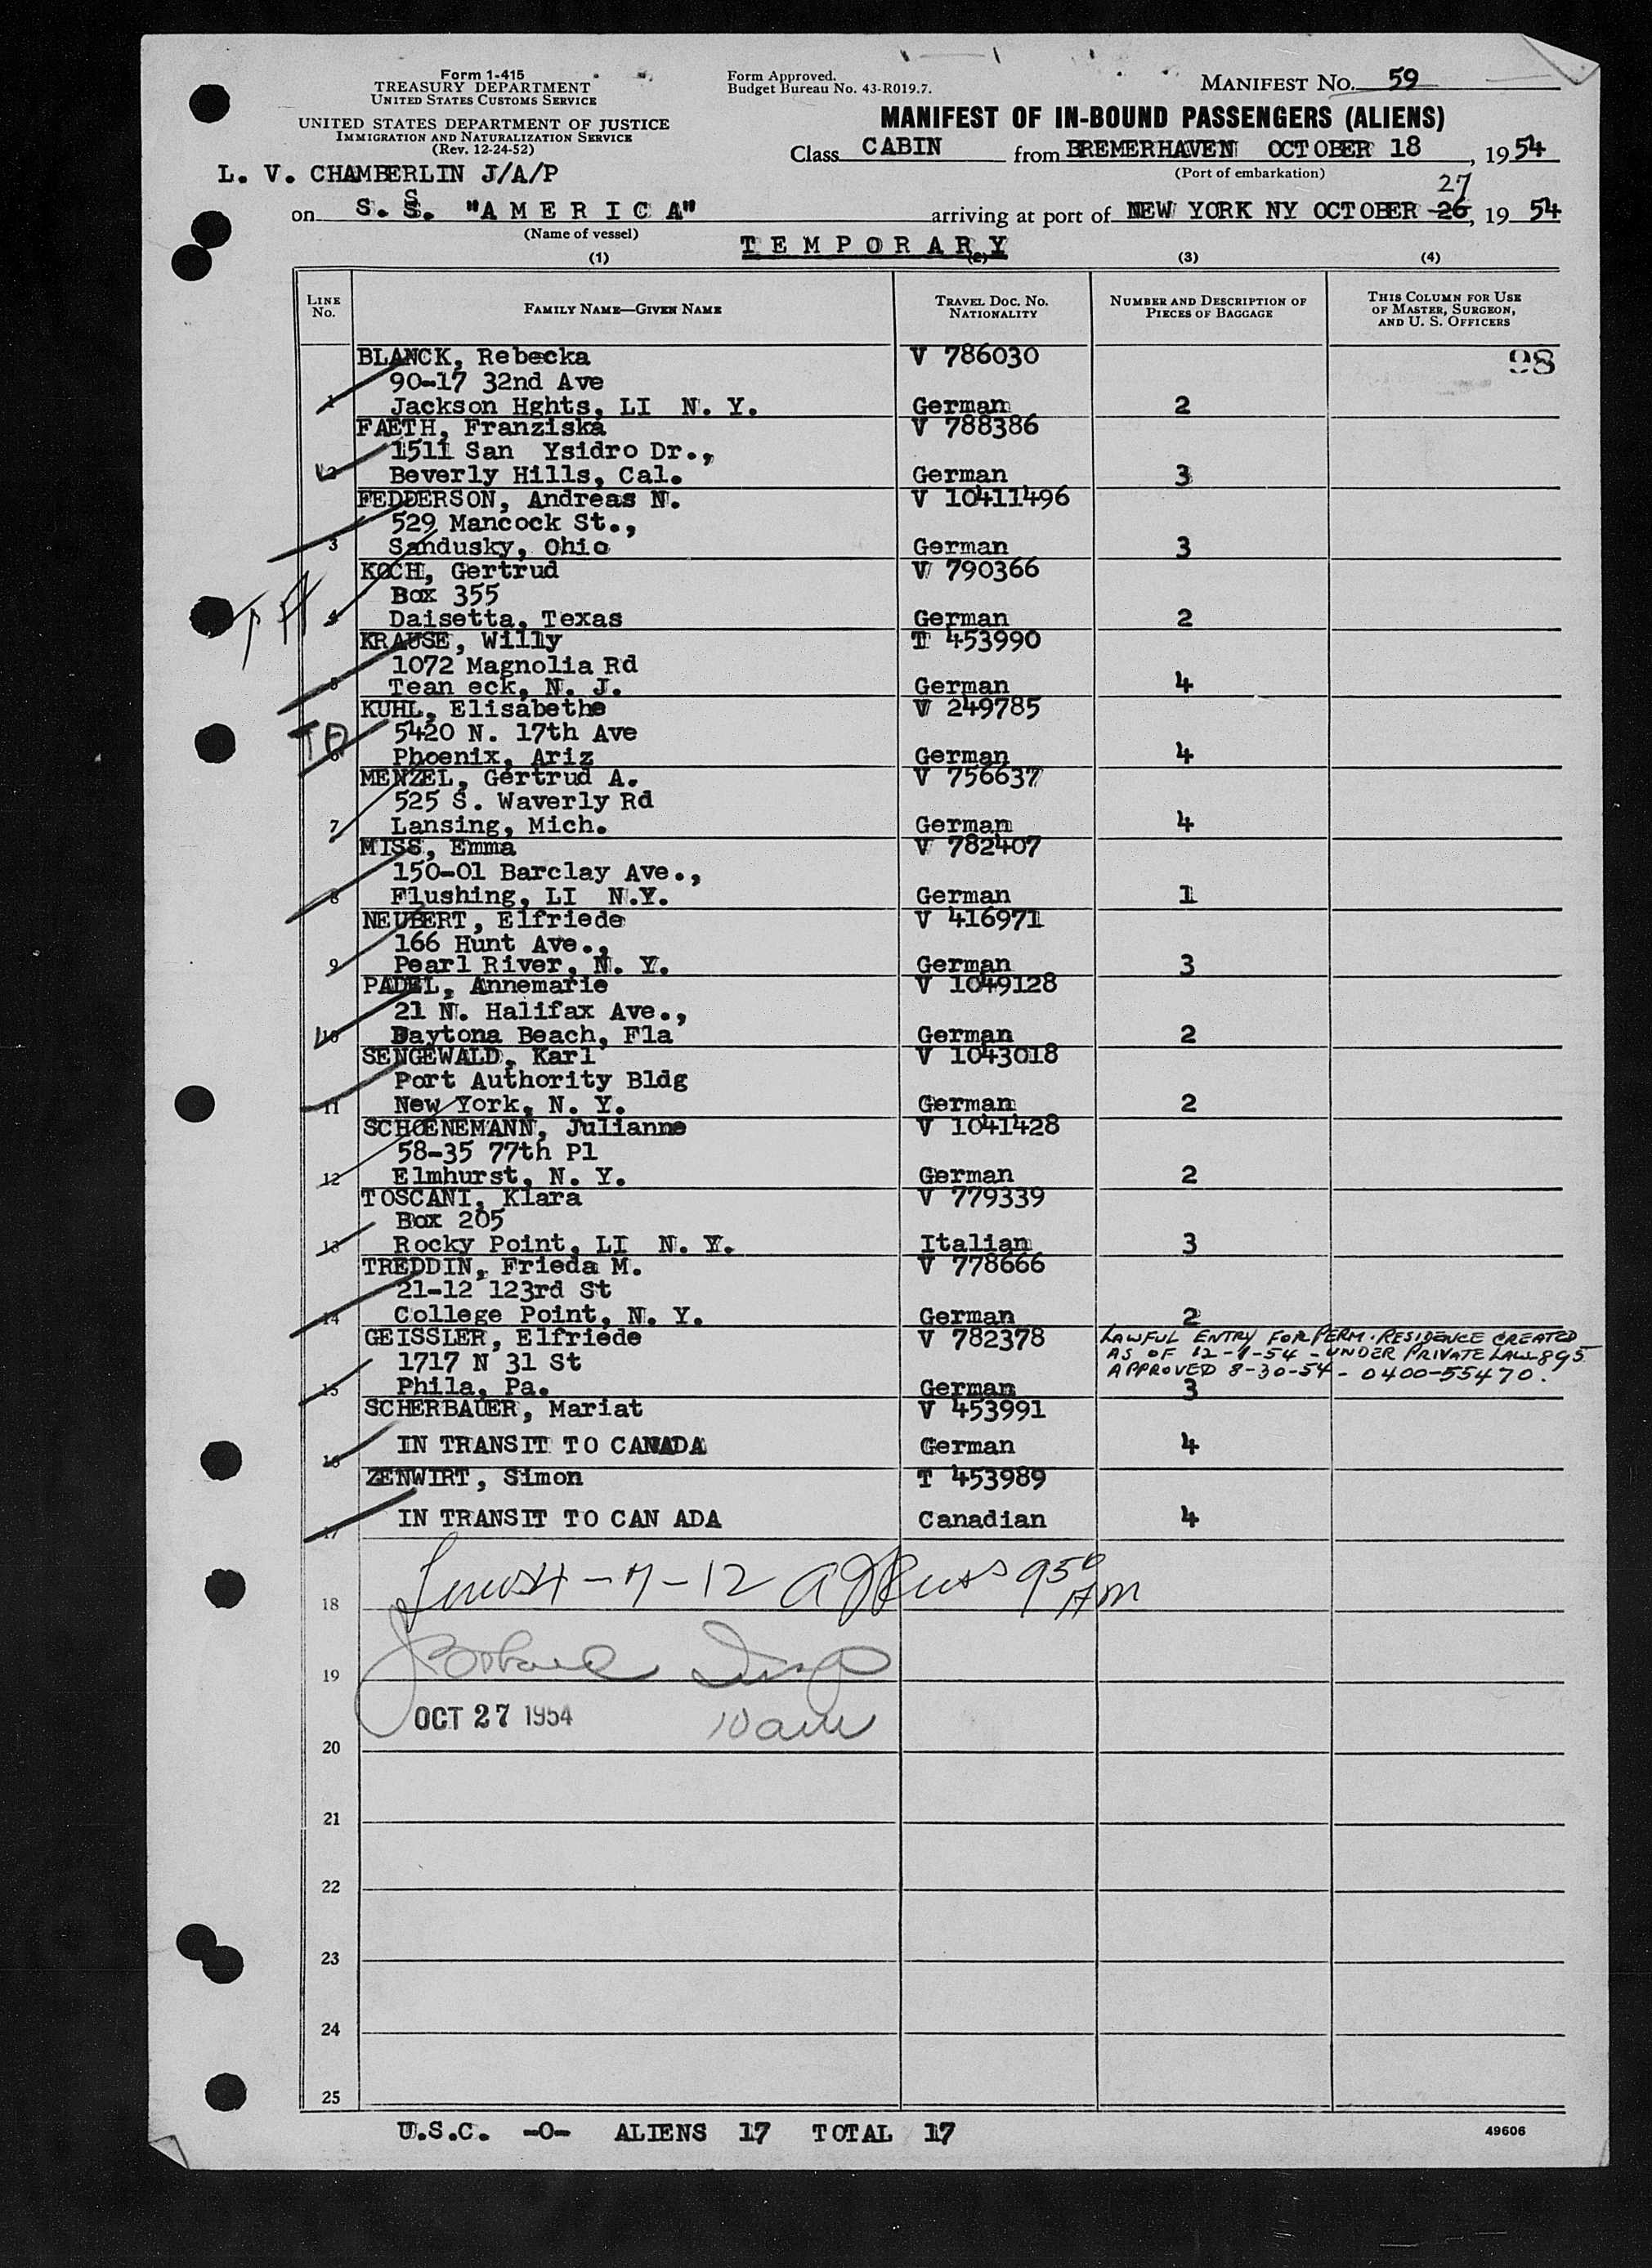 Form 1-415
TREASURY DEPARTMENT
UNITED STATES CUSTOMS SERVICE
UNITED STATES DEPARTMENT OF JUSTICE
IMMIGRATION AND NATURALIZATION SERVICE
(Rev. 12-24-52)
Form Approved.
Budget Bureau No. 43-R019.7.
MANIFEST NO. 59
MANIFEST OF IN-BOUND PASSENGERS (ALIENS)
Class CABIN from BREMERHAVEN OCTOBER 18, 1954
(Port of embarkation)
L. V. CHAMBERLIN J/A/P
on S. S. "AMERICA" arriving at port of NEW YORK NY OCTOBER 26, 27 1954
(Name of vessel)
TEMPORARY
(1) (2) (3) (4)
LINE No. FAMILY NAME—GIVEN NAME TRAVEL DOC. NO. NATIONALITY NUMBER AND DESCRIPTION OF PIECES OF BAGGAGE THIS COLUMN FOR USE OF MASTER, SURGEON, AND U. S. OFFICERS
BLANCK, Rebecka V 786030 98
90-17 32nd Ave
1 Jackson Hghts, LI N. Y. German 2
FAETH, Franziska V 788386
1511 San Ysidro Dr.,
2 Beverly Hills, Cal. German 3
FEDDERSON, Andreas N. V 10411496
529 Mancock St.,
3 Sandusky, Ohio German 3
KOCH, Gertrud V 790366
Box 355
4 Daisetta, Texas German 2
KRAUSE, Willy T 453990
1072 Magnolia Rd
5 Tean eck, N. J. German 4
KUHL, Elisabethe V 249785
5420 N. 17th Ave
6 Phoenix, Ariz German 4
MENZEL, Gertrud A. V 756637
525 S. Waverly Rd
7 Lansing, Mich. German 4
MISS, Emma V 782407
150-01 Barclay Ave.,
8 Flushing, LI N.Y. German 1
NEUBERT, Elfriede V 416971
166 Hunt Ave.,
9 Pearl River, N. Y. German 3
PADEL, Annemarie V 1049128
21 N. Halifax Ave.,
10 Daytona Beach, Fla German 2
SENGEWALD, Karl V 1043018
Port Authority Bldg
11 New York, N. Y. German 2
SCHOENEMANN, Julianne V 1041428
58-35 77th Pl
12 Elmhurst, N. Y. German 2
TOSCANI, Klara V 779339
Box 205
13 Rocky Point, LI N. Y. Italian 3
TREDDIN, Frieda M. V 778666
21-12 123rd St
14 College Point, N. Y. German 2
GEISSLER, Elfriede V 782378 LAWFUL ENTRY FOR PERM. RESIDENCE CREATED
1717 N 31 St AS OF 12-1-54 - UNDER PRIVATE LAW 895
APPROVED 8-30-54 - 0400-55470.
15 Phila, Pa. German 3
SCHERBAUER, Mariat V 453991
16 IN TRANSIT TO CANADA German 4
ZENWIRT, Simon T 453989
17 IN TRANSIT TO CAN ADA Canadian 4
18
19
OCT 27 1954 10 am
20
21
22
23
24
25
U.S.C. -0- ALIENS 17 TOTAL 17
49606